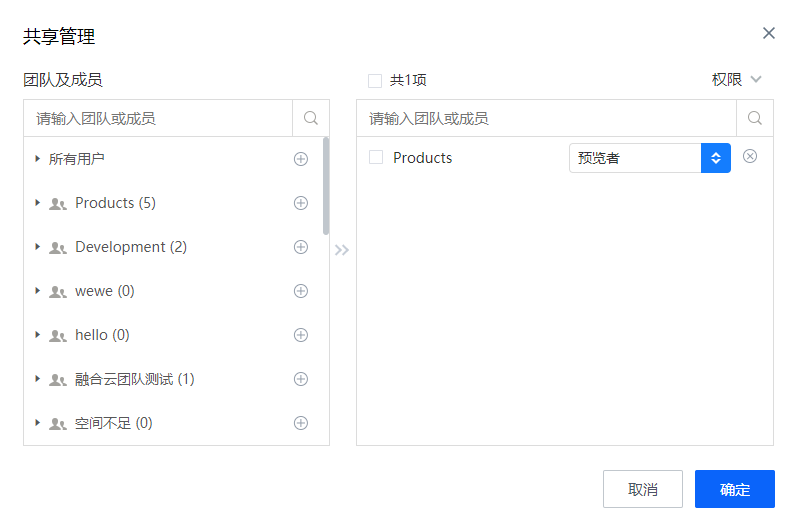 共享管理
团队及成员
共1项
权限
请输入团队或成员
请输入团队或成员
所有用户
Products (5)
Development (2)
wewe (0)
hello (0)
融合云团队测试 (1)
空间不足 (0)
Products
预览者
取消
确定